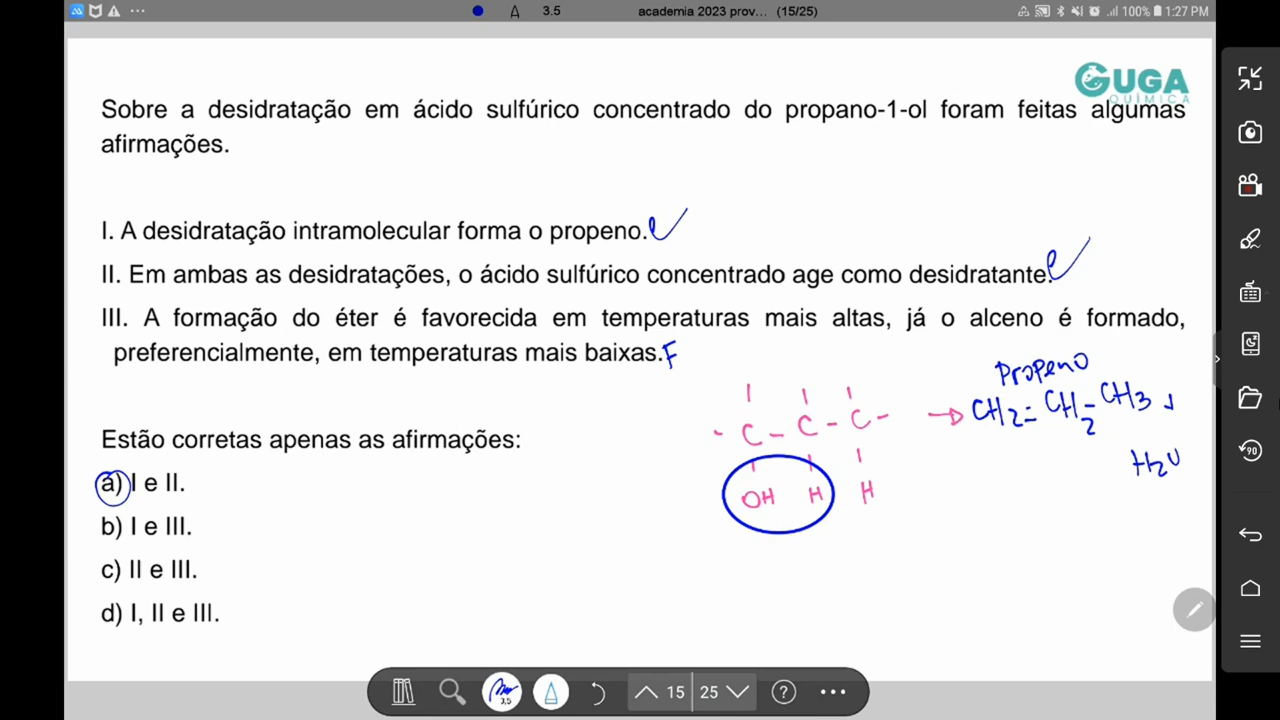 3.5 academia 2023 prov... (15/25) 100% 1:27 PM
GUGA
QUÍMICA
Sobre a desidratação em ácido sulfúrico concentrado do propano-1-ol foram feitas algumas
afirmações.
I. A desidratação intramolecular forma o propeno. C
II. Em ambas as desidratações, o ácido sulfúrico concentrado age como desidratante. C
III. A formação do éter é favorecida em temperaturas mais altas, já o alceno é formado,
preferencialmente, em temperaturas mais baixas. F
Propeno
C - C - C - → CH2 = CH - CH3 +
2
OH H H
H2O
Estão corretas apenas as afirmações:
a) I e II.
b) I e III.
c) II e III.
d) I, II e III.
3,5 15 25
90